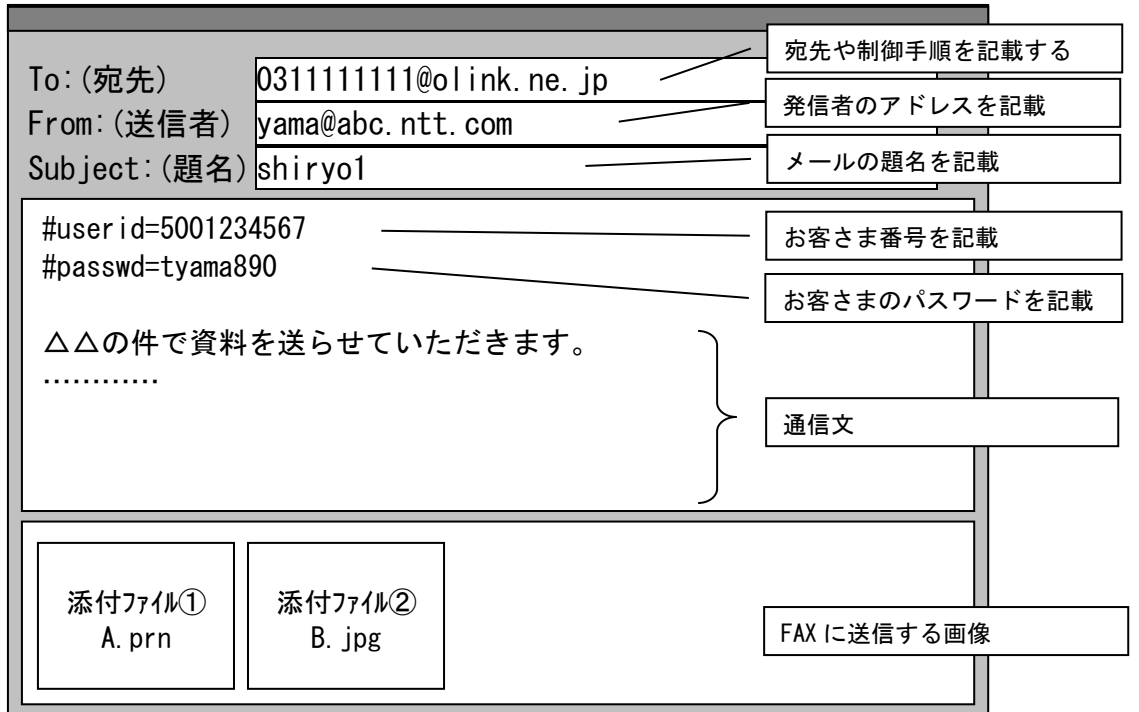 To:(宛先) 0311111111@olink.ne.jp 宛先や制御手順を記載する
From:(送信者) yama@abc.ntt.com 発信者のアドレスを記載
Subject:(題名) shiryo1 メールの題名を記載
#userid=5001234567 お客さま番号を記載
#passwd=tyama890 お客さまのパスワードを記載
△△の件で資料を送らせていただきます。
…………
通信文
添付ファイル① 添付ファイル②
A.prn B.jpg
FAXに送信する画像